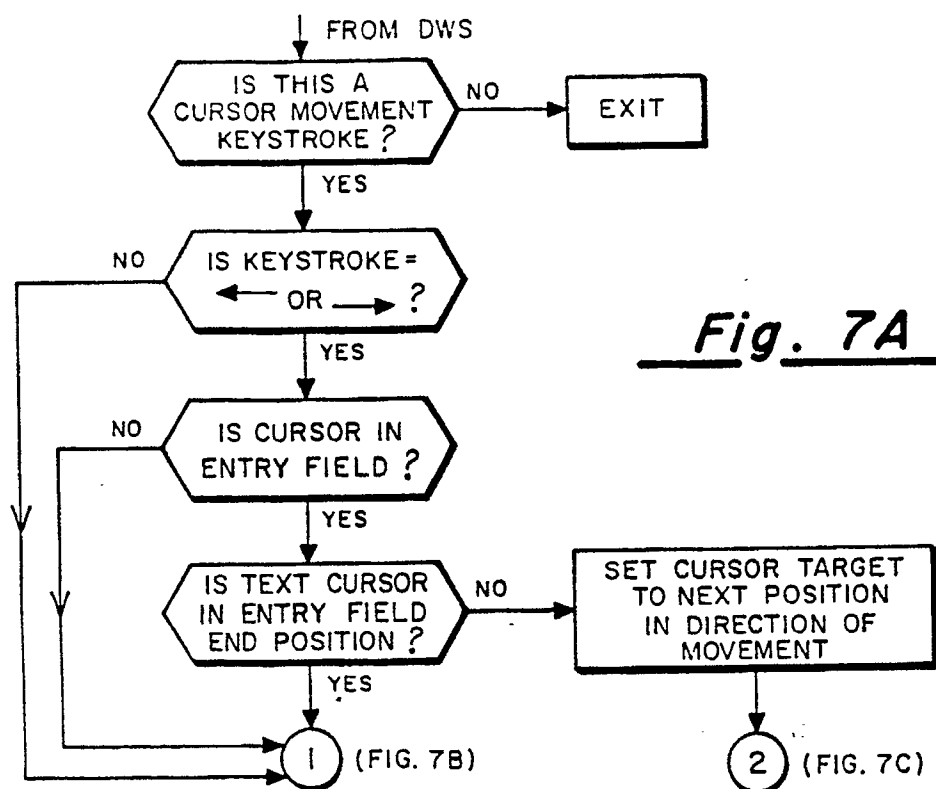 FROM DWS
IS THIS A
CURSOR MOVEMENT
KEYSTROKE ?
NO
EXIT
YES
NO
IS KEYSTROKE =
← OR → ?
YES
Fig. 7A
NO
IS CURSOR IN
ENTRY FIELD ?
YES
IS TEXT CURSOR
IN ENTRY FIELD
END POSITION ?
NO
SET CURSOR TARGET
TO NEXT POSITION
IN DIRECTION OF
MOVEMENT
YES
1 (FIG. 7B)
2 (FIG. 7C)